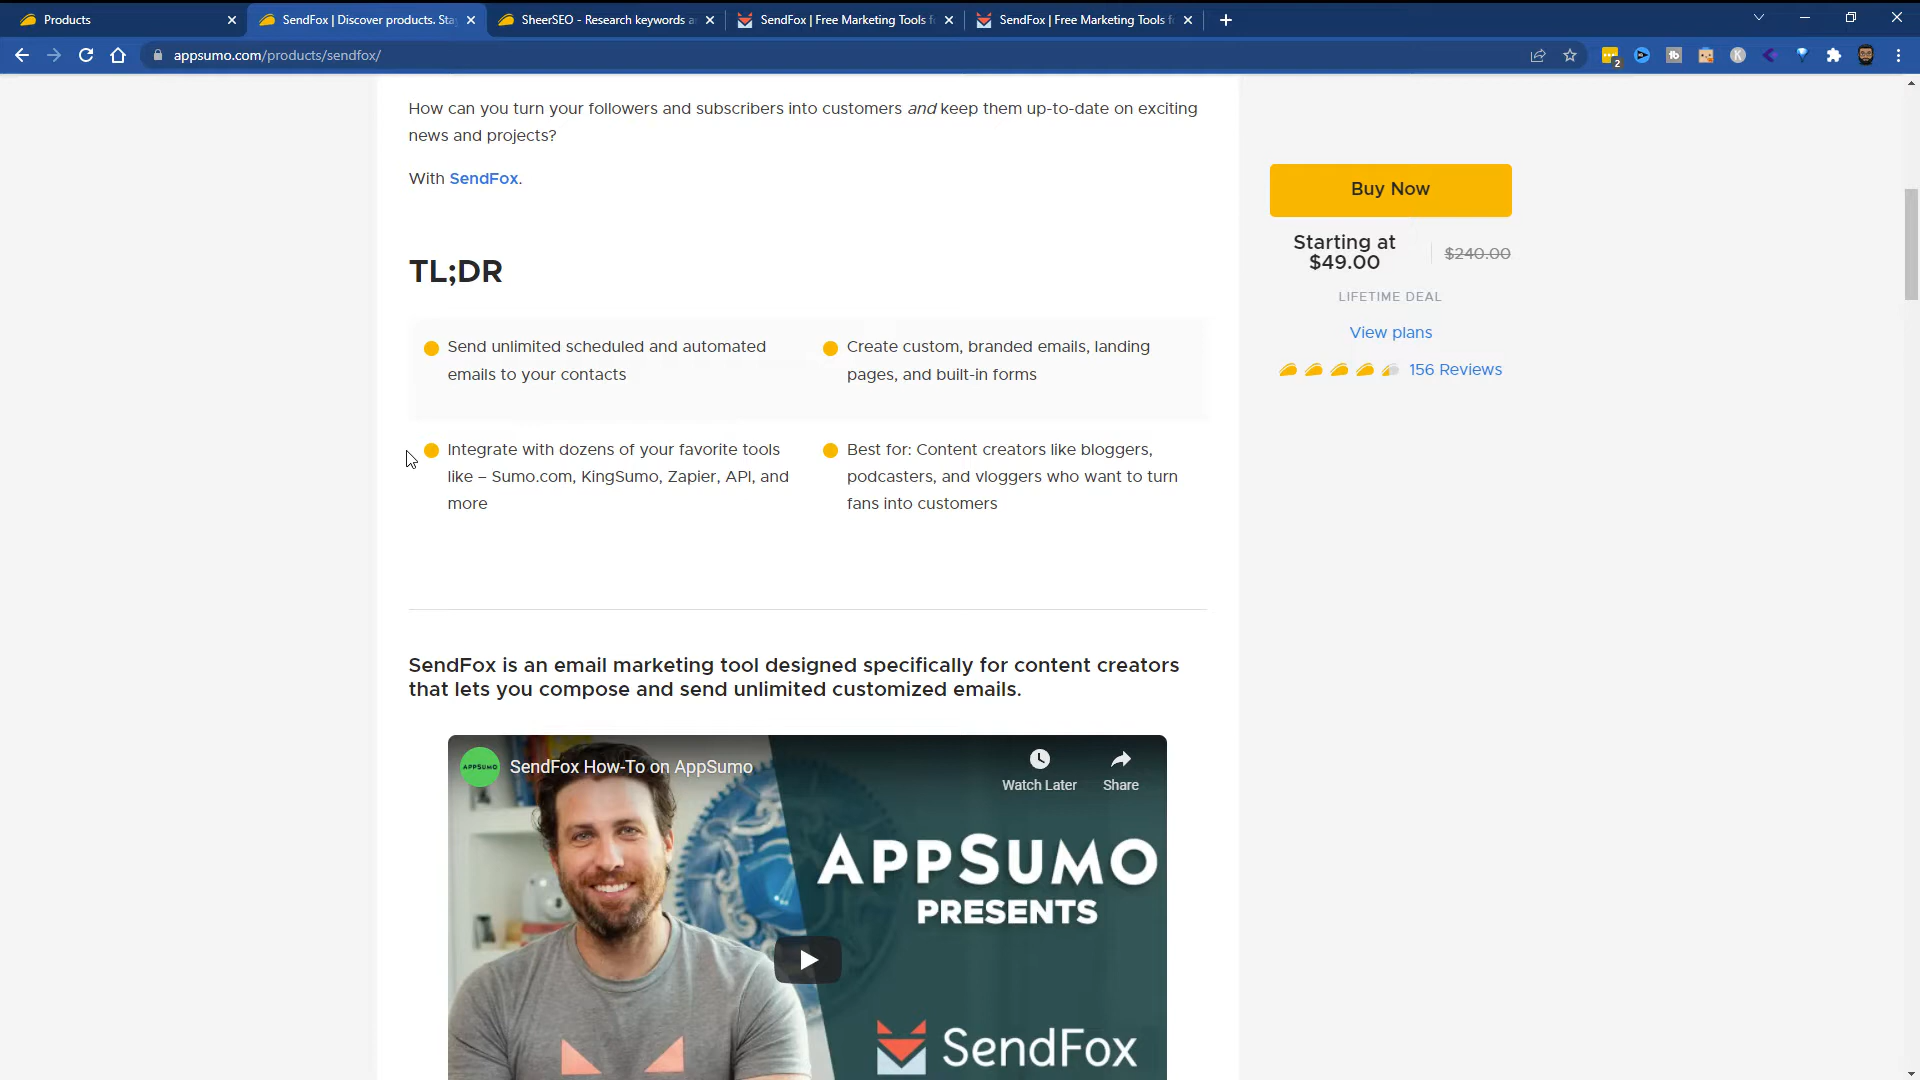 Products
SendFox | Discover products. Sta
SheerSEO - Research keywords a
SendFox | Free Marketing Tools f
SendFox | Free Marketing Tools f
appsumo.com/products/sendfox/
2
K
How can you turn your followers and subscribers into customers and keep them up-to-date on exciting
news and projects?
With SendFox.
Buy Now
Starting at
$49.00
$240.00
LIFETIME DEAL
View plans
156 Reviews
TL;DR
Send unlimited scheduled and automated
emails to your contacts
Create custom, branded emails, landing
pages, and built-in forms
Integrate with dozens of your favorite tools
like – Sumo.com, KingSumo, Zapier, API, and
more
Best for: Content creators like bloggers,
podcasters, and vloggers who want to turn
fans into customers
SendFox is an email marketing tool designed specifically for content creators
that lets you compose and send unlimited customized emails.
APPSUMO
SendFox How-To on AppSumo
Watch Later
Share
APPSUMO
PRESENTS
SendFox